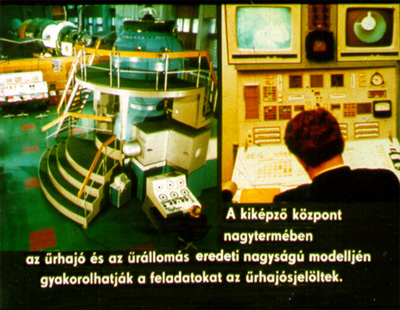 A kiképző központ
nagytermében
az űrhajó és az űrállomás eredeti nagyságú modelljén
gyakorolhatják a feladatokat az űrhajósjelöltek.